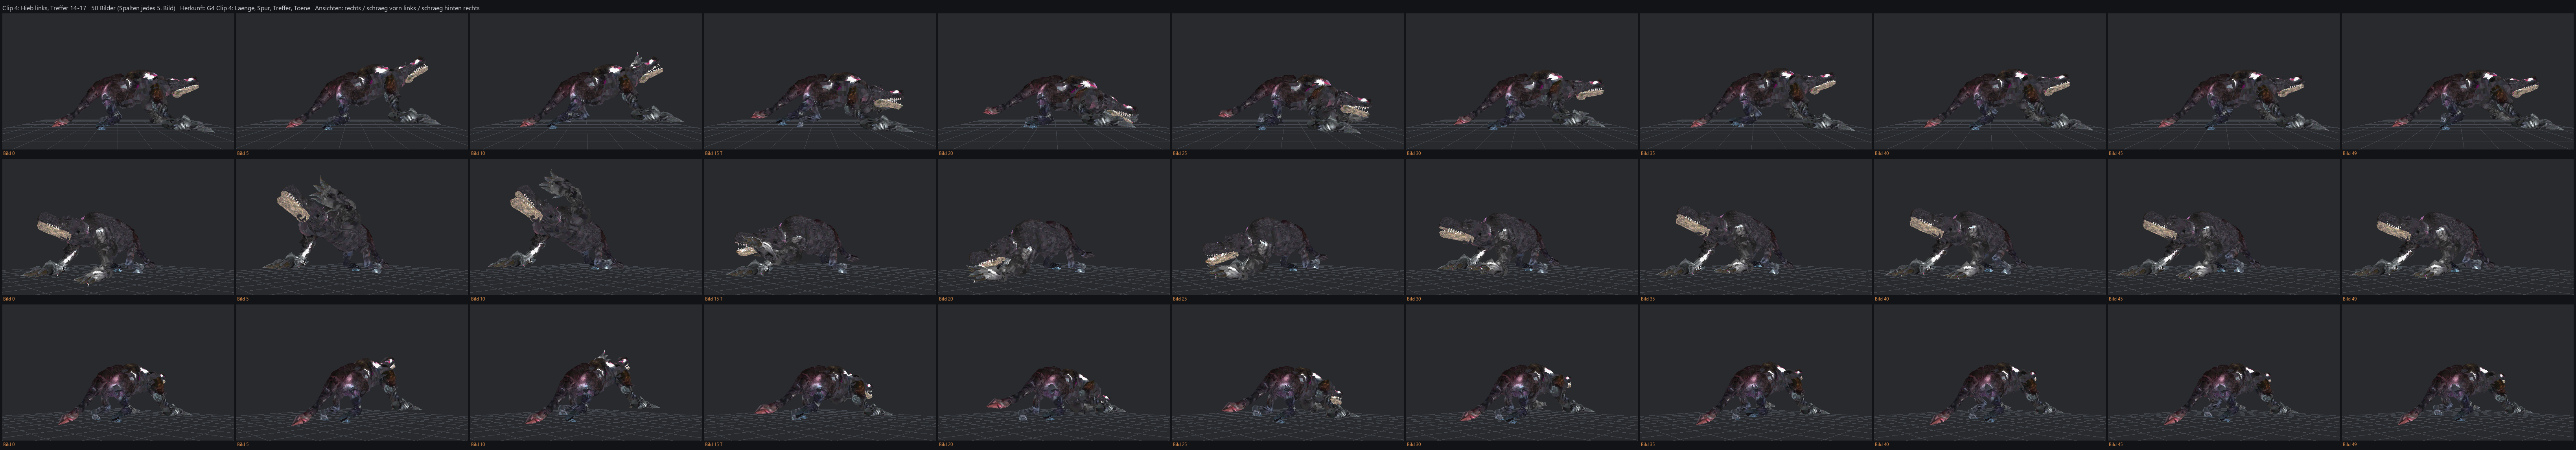 Clip 4: Hieb links, Treffer 14-17   50 Bilder (Spalten jedes 5. Bild)   Herkunft: G4 Clip 4: Laenge, Spur, Treffer, Toene   Ansichten: rechts / schraeg vorn links / schraeg hinten rechts
Bild 0 Bild 5 Bild 10 Bild 15 T Bild 20 Bild 25 Bild 30 Bild 35 Bild 40 Bild 45 Bild 49
Bild 0 Bild 5 Bild 10 Bild 15 T Bild 20 Bild 25 Bild 30 Bild 35 Bild 40 Bild 45 Bild 49
Bild 0 Bild 5 Bild 10 Bild 15 T Bild 20 Bild 25 Bild 30 Bild 35 Bild 40 Bild 45 Bild 49